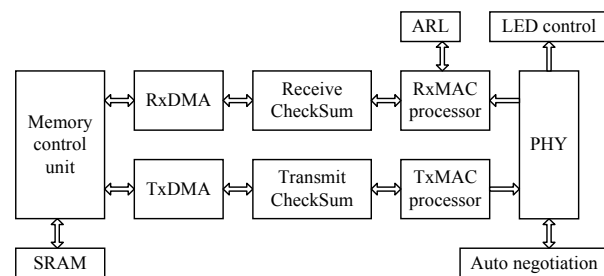 ARL
LED control
Memory
control
unit
RxDMA
Receive
CheckSum
RxMAC
processor
PHY
TxDMA
Transmit
CheckSum
TxMAC
processor
SRAM
Auto negotiation